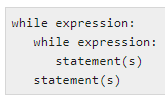 while expression:
   while expression:
      statement(s)
   statement(s)